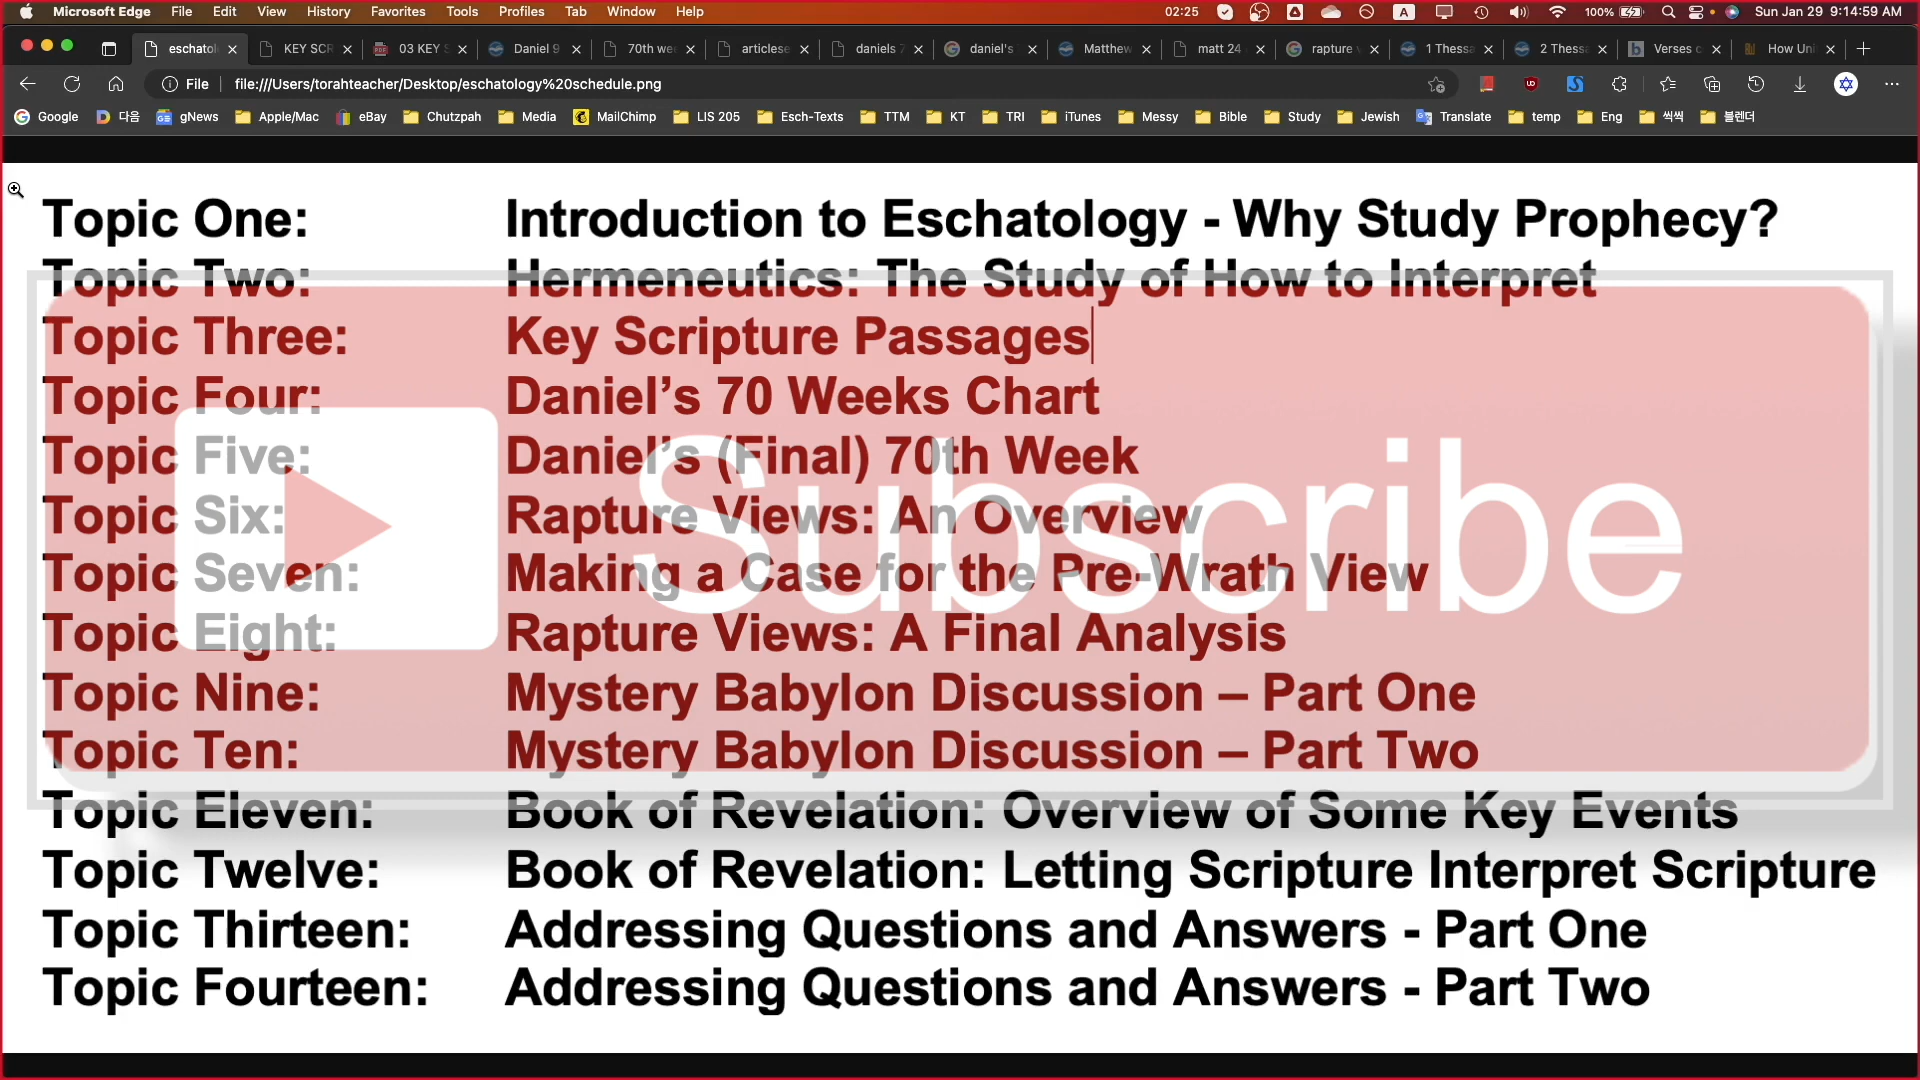 Microsoft Edge File Edit View History Favorites Tools Profiles Tab Window Help 02:25 A 100% Sun Jan 29 9:14:59 AM
eschatol KEY SCR 03 KEY S Daniel 9 70th wee articlese daniels 7 daniel's Matthew matt 24 rapture v 1 Thessa 2 Thessa Verses o How Uni
File file:///Users/torahteacher/Desktop/eschatology%20schedule.png
Google 다음 gNews Apple/Mac eBay Chutzpah Media MailChimp LIS 205 Esch-Texts TTM KT TRI iTunes Messy Bible Study Jewish Translate temp Eng 씩씩 블렌더
Topic One: Introduction to Eschatology - Why Study Prophecy?
Topic Two: Hermeneutics: The Study of How to Interpret
Topic Three: Key Scripture Passages
Topic Four: Daniel’s 70 Weeks Chart
Topic Five: Daniel’s (Final) 70th Week
Topic Six: Rapture Views: An Overview
Subscribe
Topic Seven: Making a Case for the Pre-Wrath View
Topic Eight: Rapture Views: A Final Analysis
Topic Nine: Mystery Babylon Discussion – Part One
Topic Ten: Mystery Babylon Discussion – Part Two
Topic Eleven: Book of Revelation: Overview of Some Key Events
Topic Twelve: Book of Revelation: Letting Scripture Interpret Scripture
Topic Thirteen: Addressing Questions and Answers - Part One
Topic Fourteen: Addressing Questions and Answers - Part Two